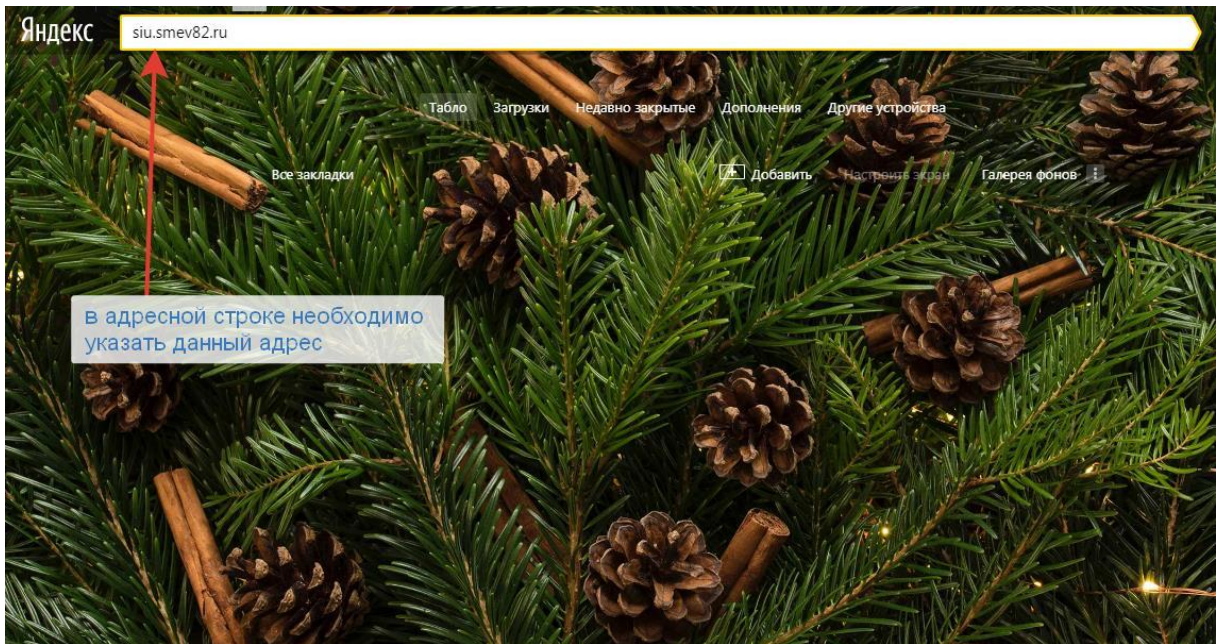 Яндекс siu.smev82.ru
Табло Загрузки Недавно закрытые Дополнения Другие устройства
Все закладки Добавить Настроить экран Галерея фонов
в адресной строке необходимо
указать данный адрес